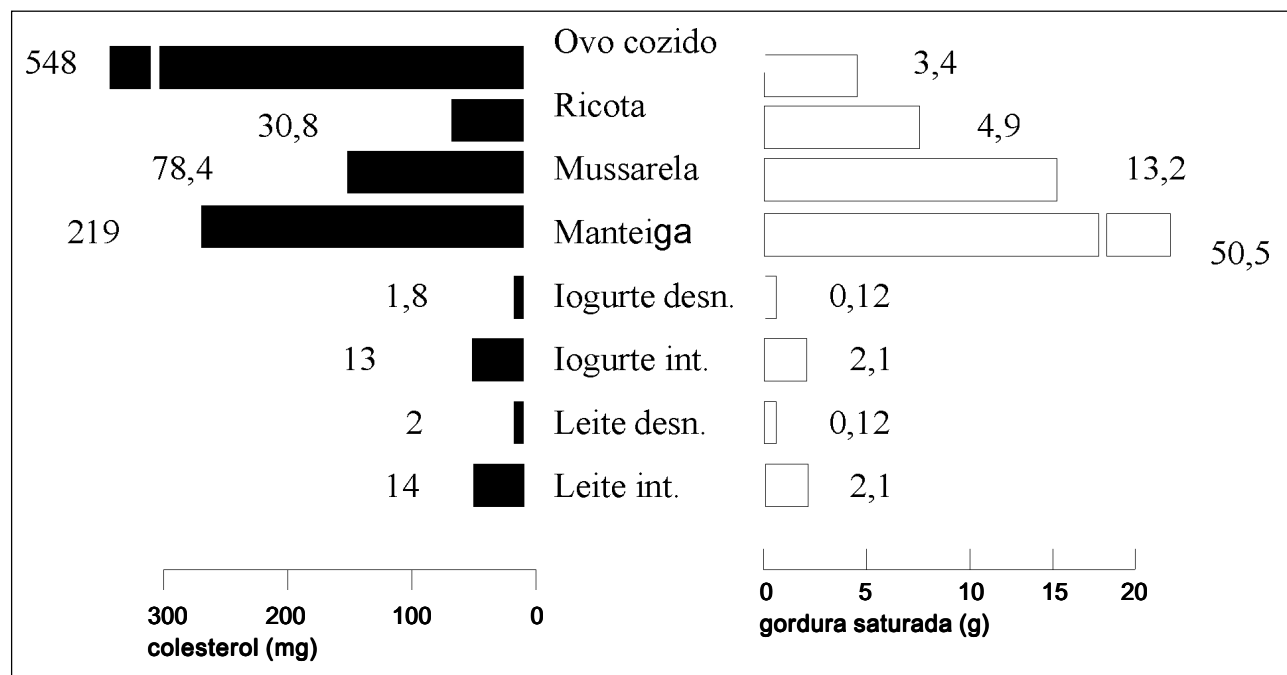 548 Ovo cozido 3,4
30,8 Ricota 4,9
78,4 Mussarela 13,2
219 Manteiga 50,5
1,8 Iogurte desn. 0,12
13 Iogurte int. 2,1
2 Leite desn. 0,12
14 Leite int. 2,1
300 200 100 0 0 5 10 15 20
colesterol (mg) gordura saturada (g)